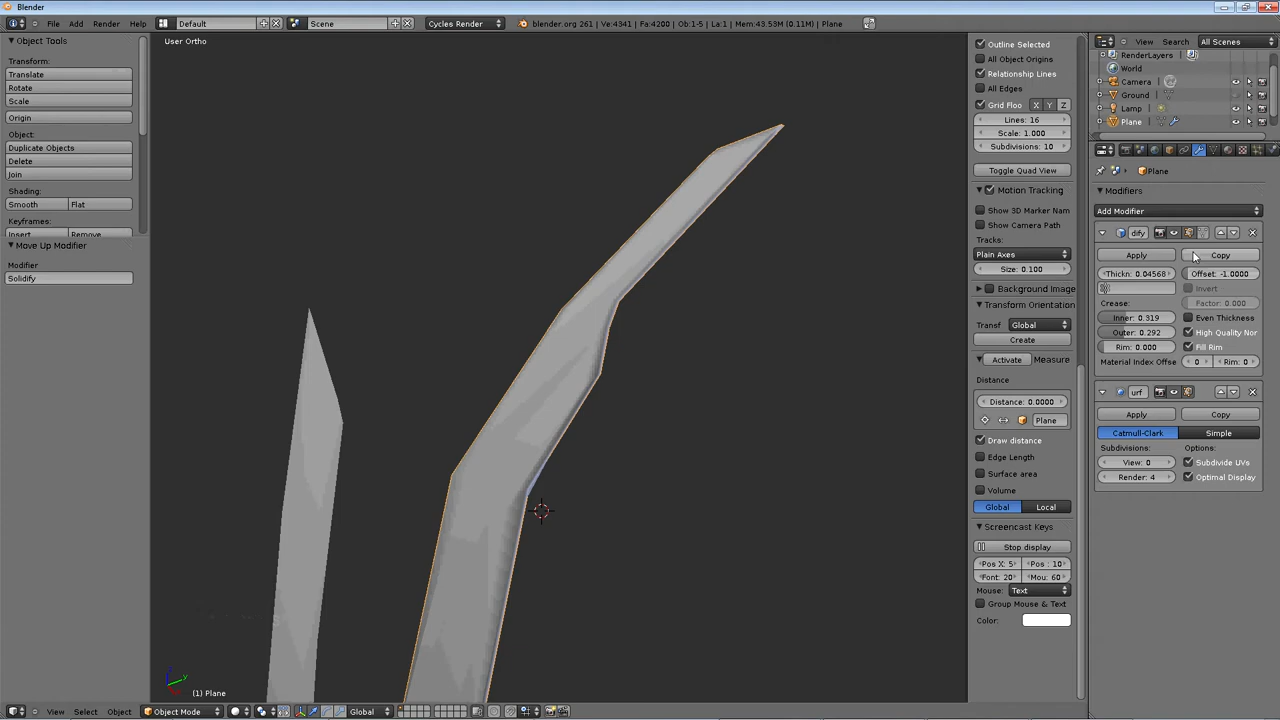 Blender
File Add Render Help Default Scene Cycles Render blender.org 261 | Ve:4341 | Fa:4200 | Ob:1-5 | La:1 | Mem:43.53M (0.11M) | Plane
Object Tools
Transform:
Translate
Rotate
Scale
Origin
Object:
Duplicate Objects
Delete
Join
Shading:
Smooth Flat
Keyframes:
Insert Remove
Move Up Modifier
Modifier
Solidify
User Ortho
(1) Plane
View Select Object Object Mode Global
Outline Selected
All Object Origins
Relationship Lines
All Edges
Grid Floo X Y Z
Lines: 16
Scale: 1.000
Subdivisions: 10
Toggle Quad View
Motion Tracking
Show 3D Marker Nam
Show Camera Path
Tracks:
Plain Axes
Size: 0.100
Background Image
Transform Orientation
Transf Global
Create
Activate Measure
Distance
Distance: 0.0000
Plane
Draw distance
Edge Length
Surface area
Volume
Global Local
Screencast Keys
Stop display
Pos X: 5 Pos : 10
Font: 20 Mou: 60
Mouse: Text
Group Mouse & Text
Color:
View Search All Scenes
RenderLayers
World
Camera
Ground
Lamp
Plane
Plane
Modifiers
Add Modifier
dify
Apply Copy
Thickn: 0.04568 Offset: -1.0000
Invert
Crease: Factor: 0.000
Inner: 0.319 Even Thickness
Outer: 0.292 High Quality Nor
Rim: 0.000 Fill Rim
Material Index Offse 0 Rim: 0
urf
Apply Copy
Catmull-Clark Simple
Subdivisions: Options:
View: 0 Subdivide UVs
Render: 4 Optimal Display